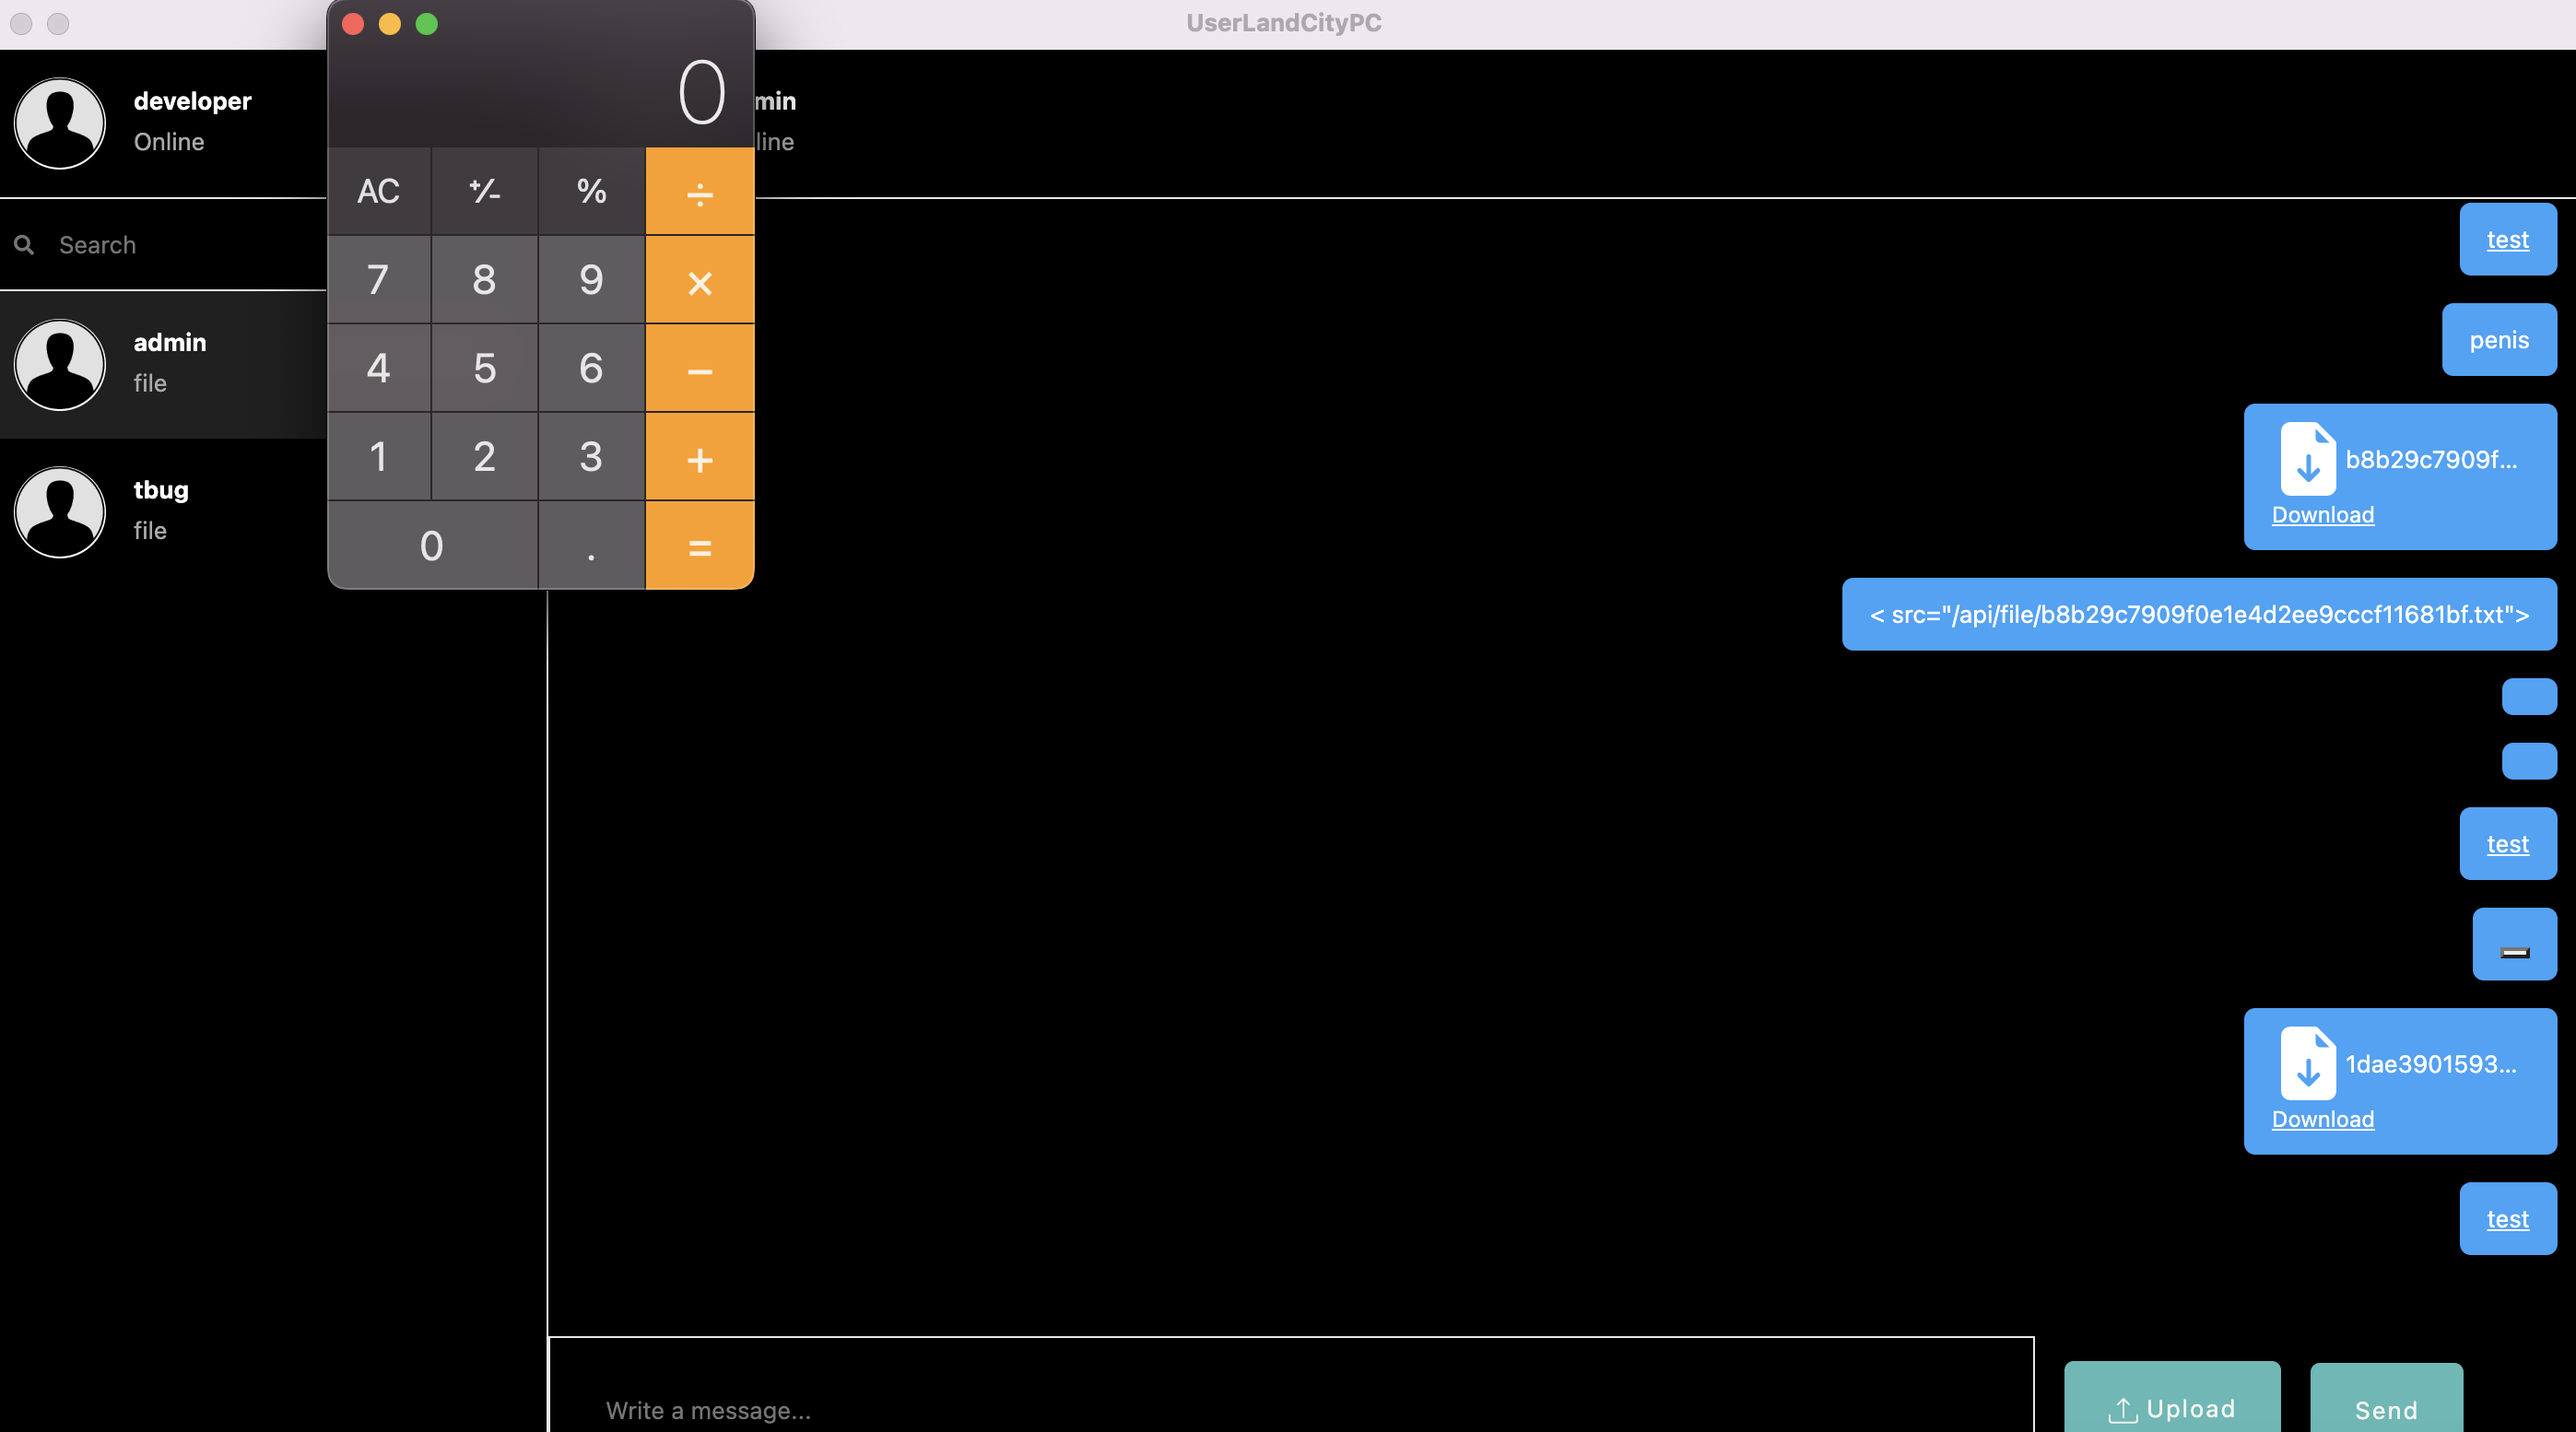 UserLandCityPC
developer
Online
min
line
Search
admin
file
tbug
file
0
AC +⁄- % ÷
7 8 9 ×
4 5 6 −
1 2 3 +
0 . =
test
penis
b8b29c7909f...
Download
< src="/api/file/b8b29c7909f0e1e4d2ee9cccf11681bf.txt">
test
1dae3901593...
Download
test
Write a message...
Upload
Send